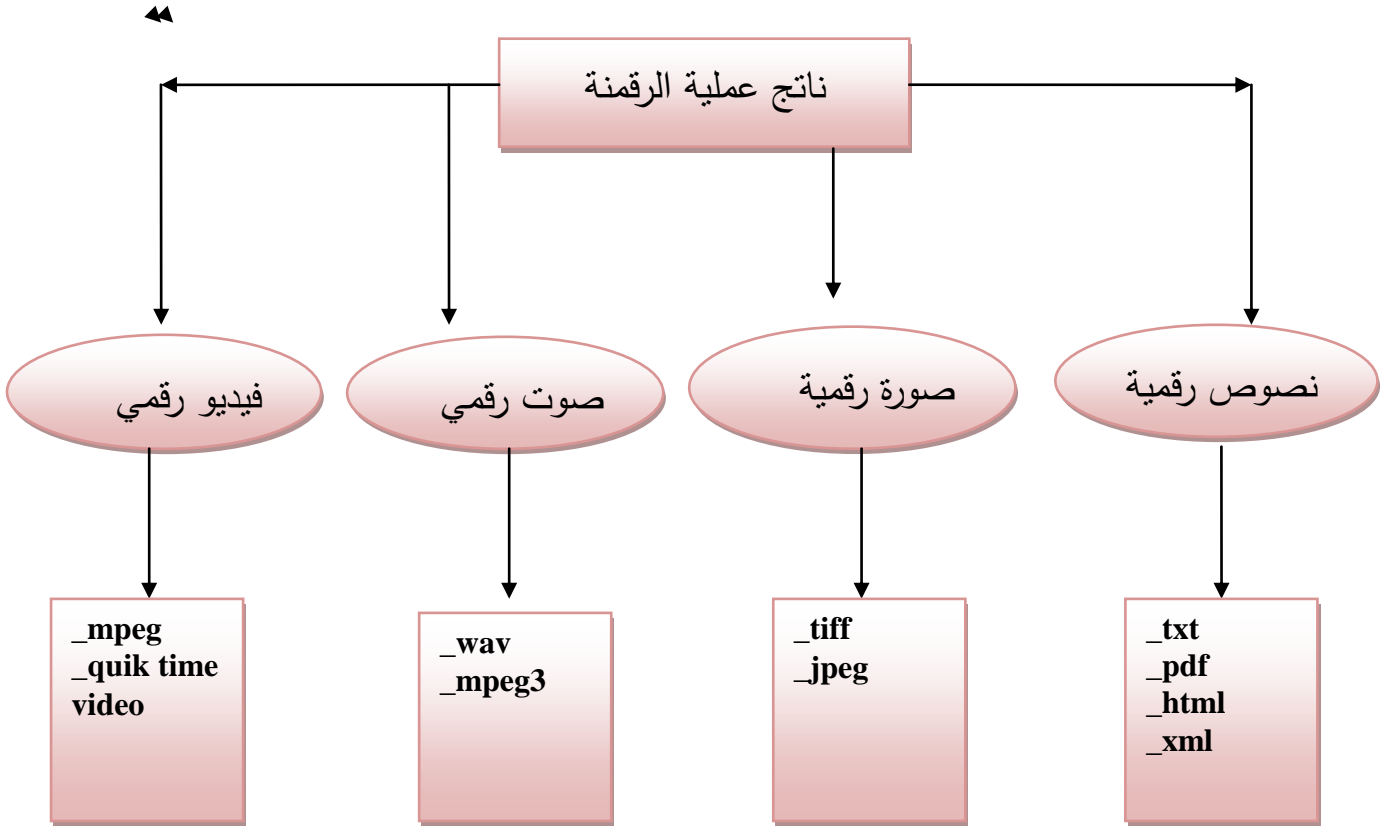 ناتج عملية الرقمنة
نصوص رقمية
صورة رقمية
صوت رقمي
فيديو رقمي
_txt
_pdf
_html
_xml
_tiff
_jpeg
_wav
_mpeg3
_mpeg
_quik time
video